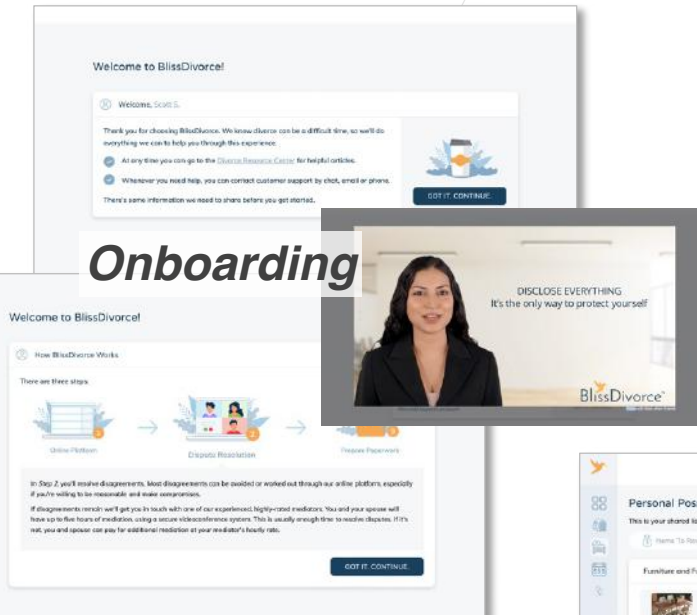 Welcome to BlissDivorce!
Welcome, Scott S.
Thank you for choosing BlissDivorce. We know divorce can be a difficult time, so we'll do
everything we can to help you through this experience.
At any time you can go to the Divorce Resource Center for helpful articles.
Whenever you need help, you can contact customer support by chat, email or phone.
There's some information we need to share before you get started.
GOT IT. CONTINUE.
Onboarding
DISCLOSE EVERYTHING
It's the only way to protect yourself
BlissDivorce
Welcome to BlissDivorce!
How BlissDivorce Works
There are three steps
1
2
3
Online Platform
Dispute Resolution
Prepare Paperwork
In Step 2, you'll resolve disagreements. Most disagreements can be avoided or worked out through our online platform, especially
if you're willing to be reasonable and make compromises.
If disagreements remain we'll get you in touch with one of our experienced, highly-rated mediators. You and your spouse will
have up to five hours of mediation, using a secure videoconference system. This is usually enough time to resolve disputes. If it's
not, you and spouse can pay for additional mediation at your mediator's hourly rate.
GOT IT. CONTINUE.
Personal Pos
This is your shared li
Items To Re
Furniture and F